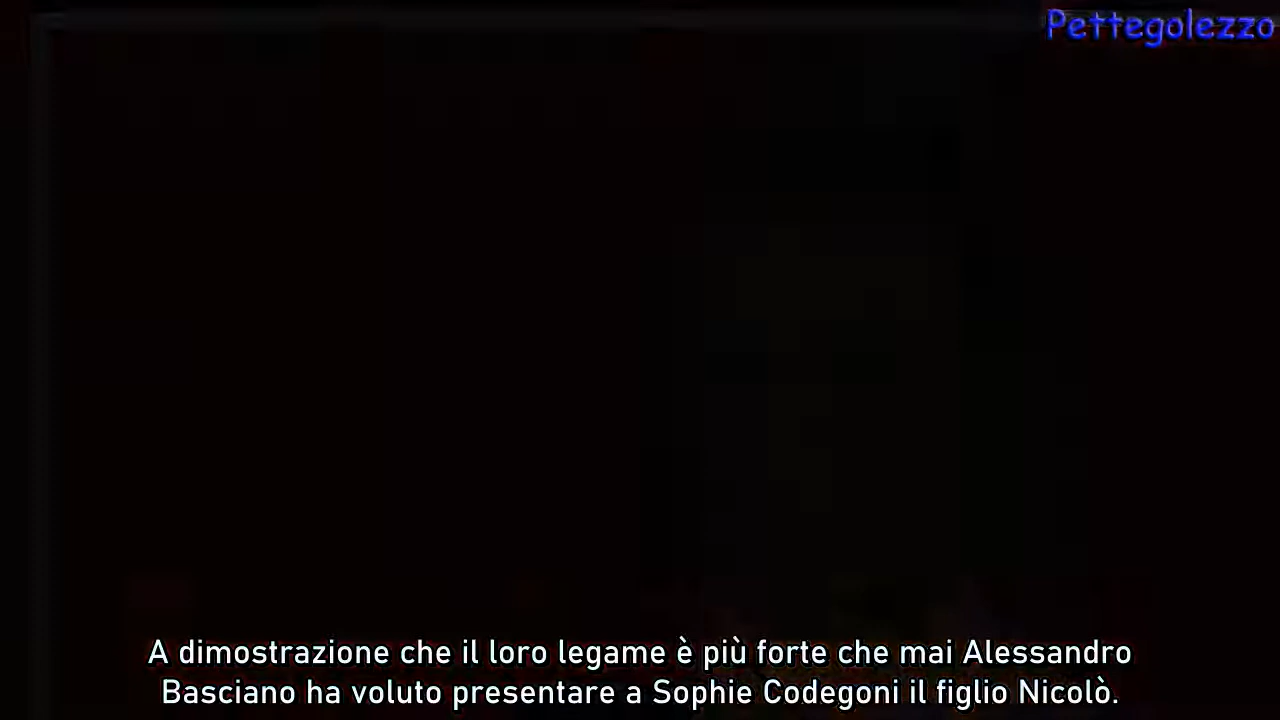 Pettegolezzo
A dimostrazione che il loro legame è più forte che mai Alessandro
Basciano ha voluto presentare a Sophie Codegoni il figlio Nicolò.